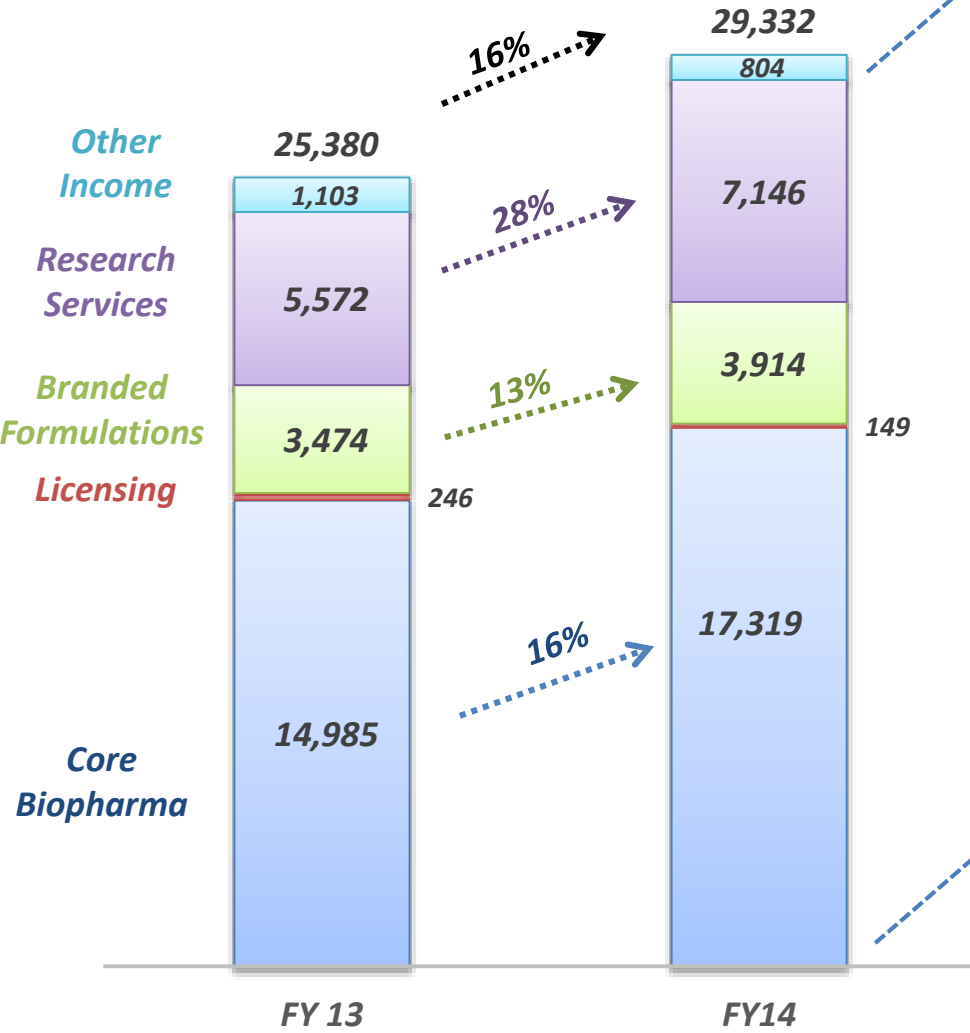 29,332
16%
804
Other
Income
25,380
1,103
28%
7,146
Research
Services
5,572
Branded
Formulations
3,474
13%
3,914
149
Licensing
246
16%
17,319
Core
Biopharma
14,985
FY 13
FY14